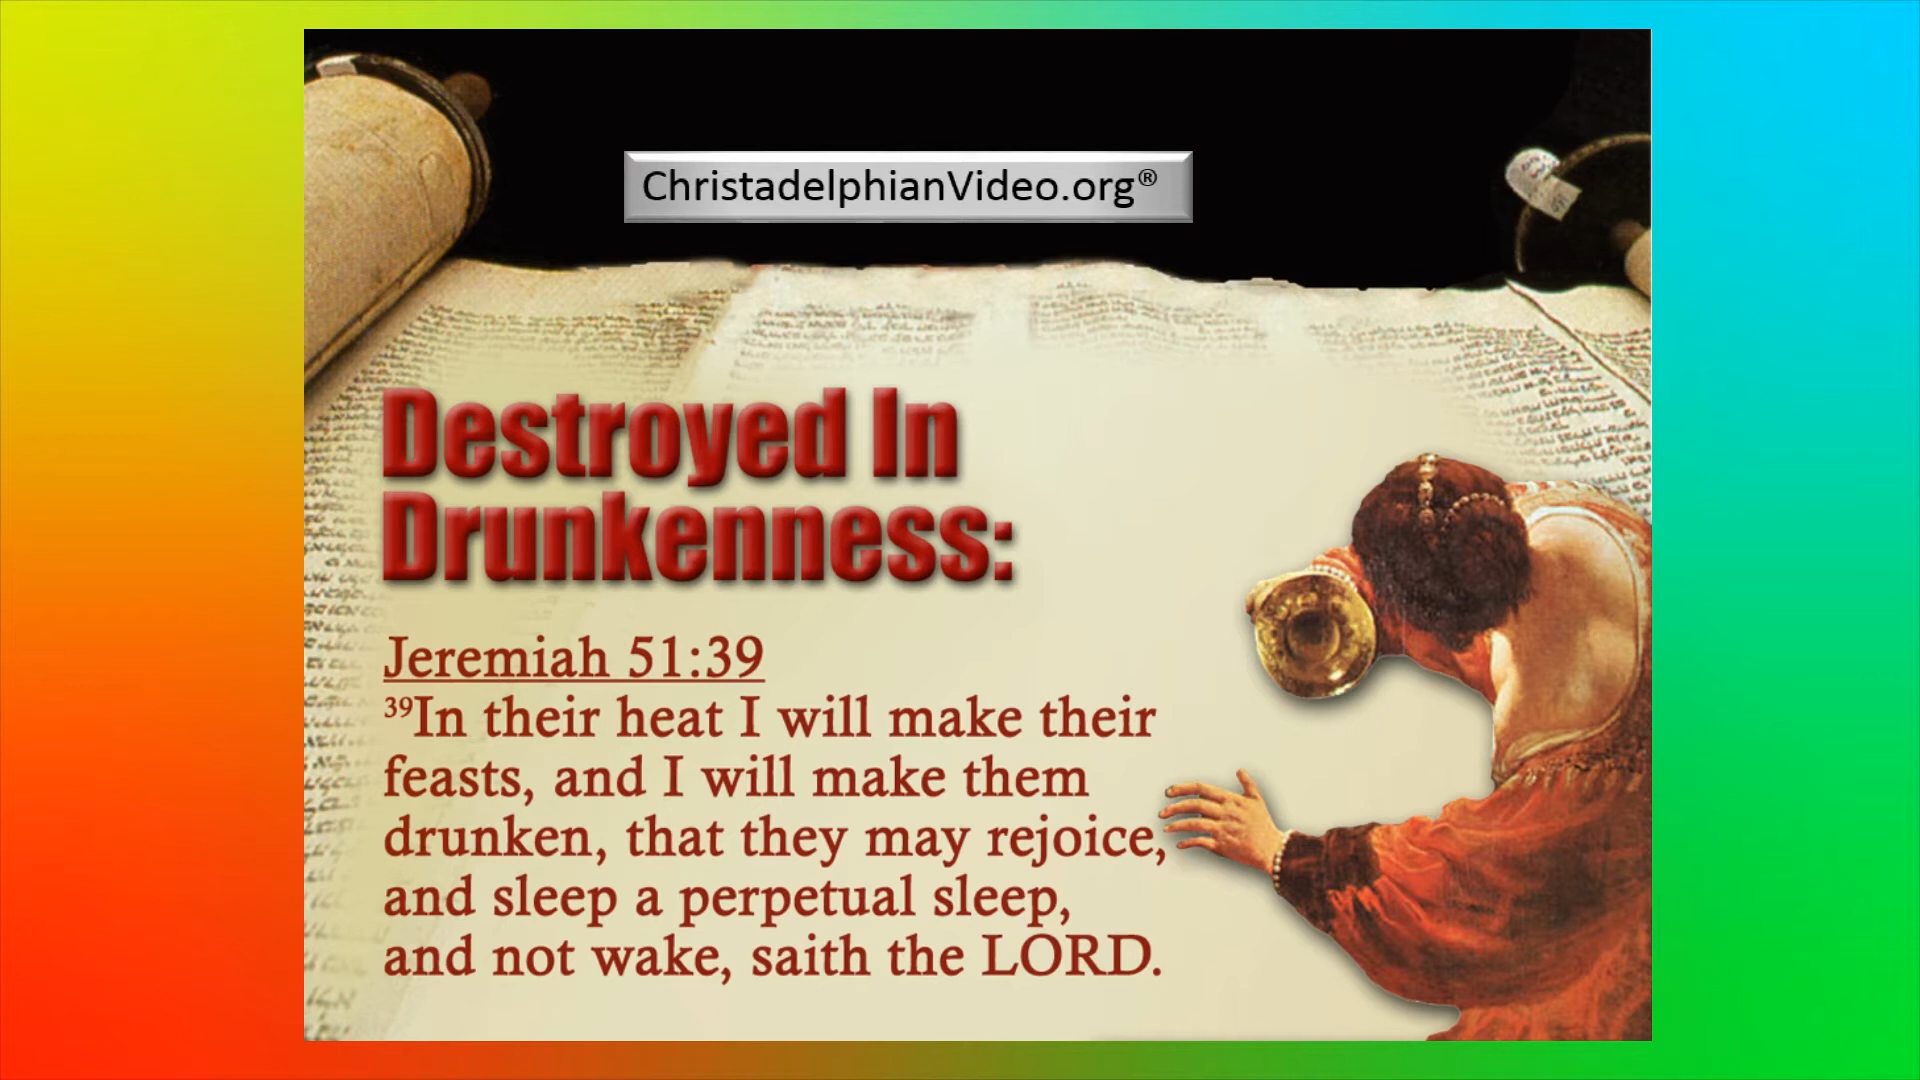 ChristadelphianVideo.org®
Destroyed In
Drunkenness:
Jeremiah 51:39
39In their heat I will make their
feasts, and I will make them
drunken, that they may rejoice,
and sleep a perpetual sleep,
and not wake, saith the LORD.